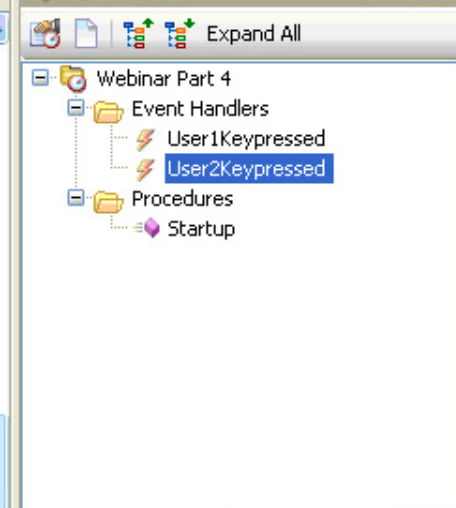 Expand All
Webinar Part 4
Event Handlers
User1Keypressed
User2Keypressed
Procedures
Startup